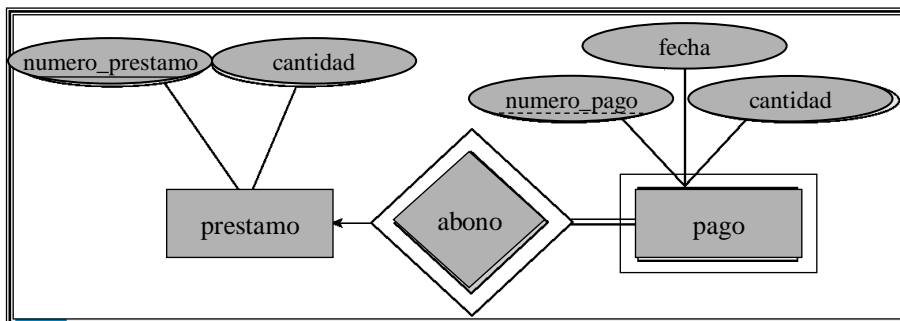 fecha
numero_prestamo
cantidad
numero_pago
cantidad
prestamo
abono
pago